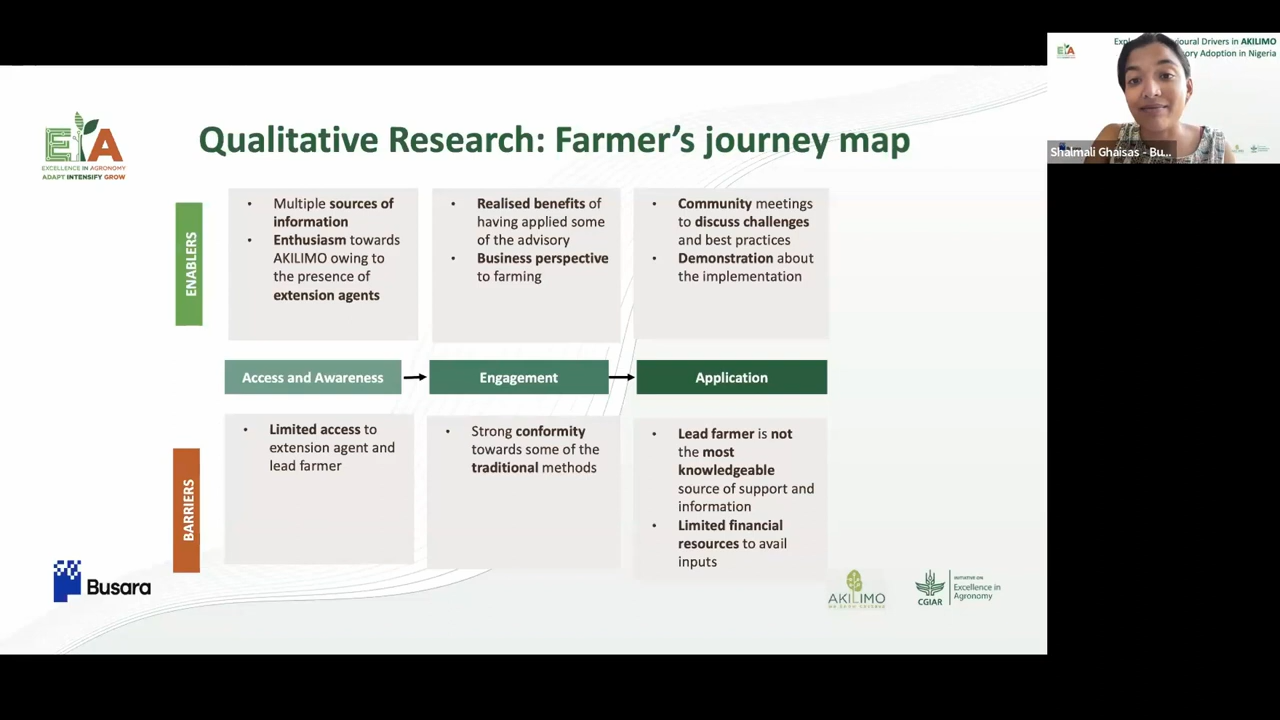 EiA
EXCELLENCE IN AGRONOMY
ADAPT INTENSIFY GROW
Qualitative Research: Farmer's journey map
ENABLERS
• Multiple sources of
information
• Enthusiasm towards
AKILIMO owing to
the presence of
extension agents
• Realised benefits of
having applied some
of the advisory
• Business perspective
to farming
• Community meetings
to discuss challenges
and best practices
• Demonstration about
the implementation
Access and Awareness
Engagement
Application
BARRIERS
• Limited access to
extension agent and
lead farmer
• Strong conformity
towards some of the
traditional methods
• Lead farmer is not
the most
knowledgeable
source of support and
information
• Limited financial
resources to avail
inputs
Busara
AKILIMO
CGIAR
INITIATIVE ON
Excellence in
Agronomy
EiA
AKILIMO
Adoption in Nigeria
Shalmali Ghaisas - Bu...